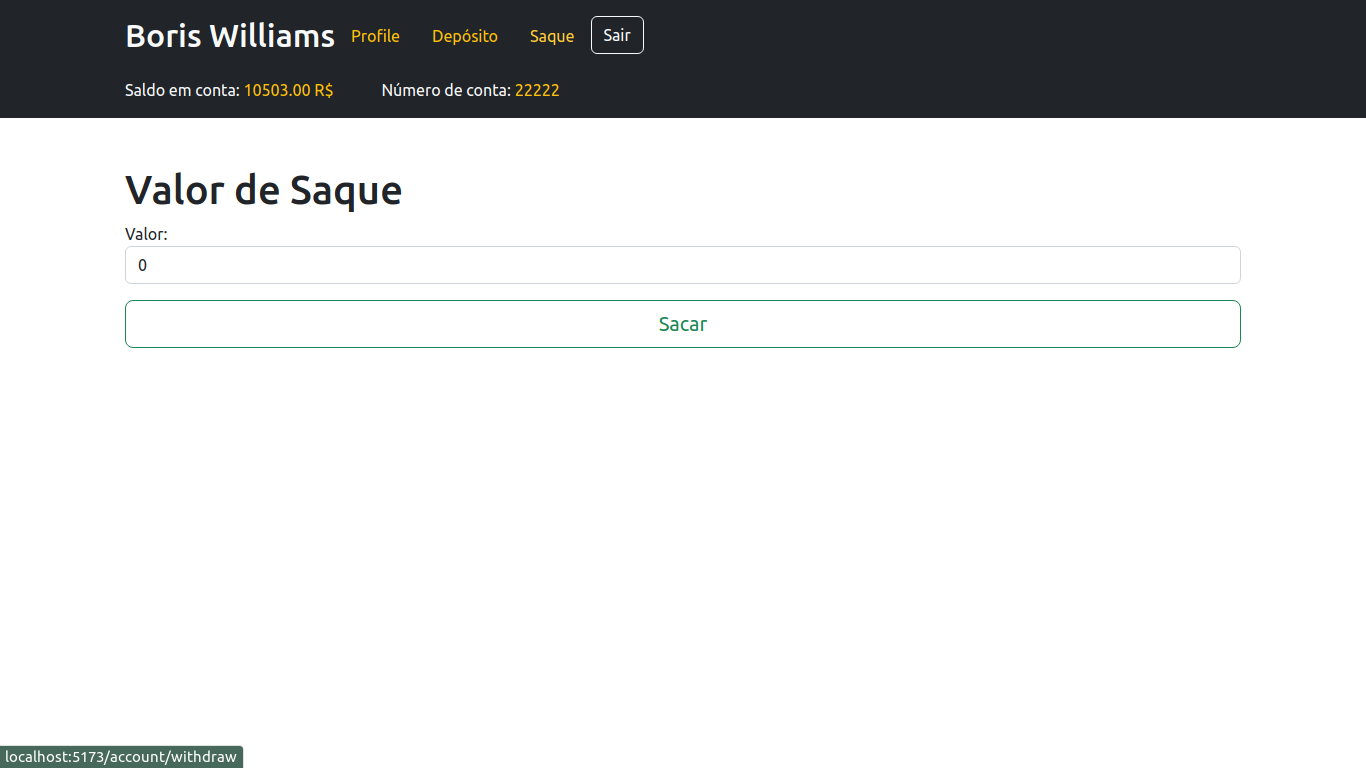 Boris Williams Profile Depósito Saque Sair
Saldo em conta: 10503.00 R$ Número de conta: 22222
Valor de Saque
Valor:
0
Sacar
localhost:5173/account/withdraw